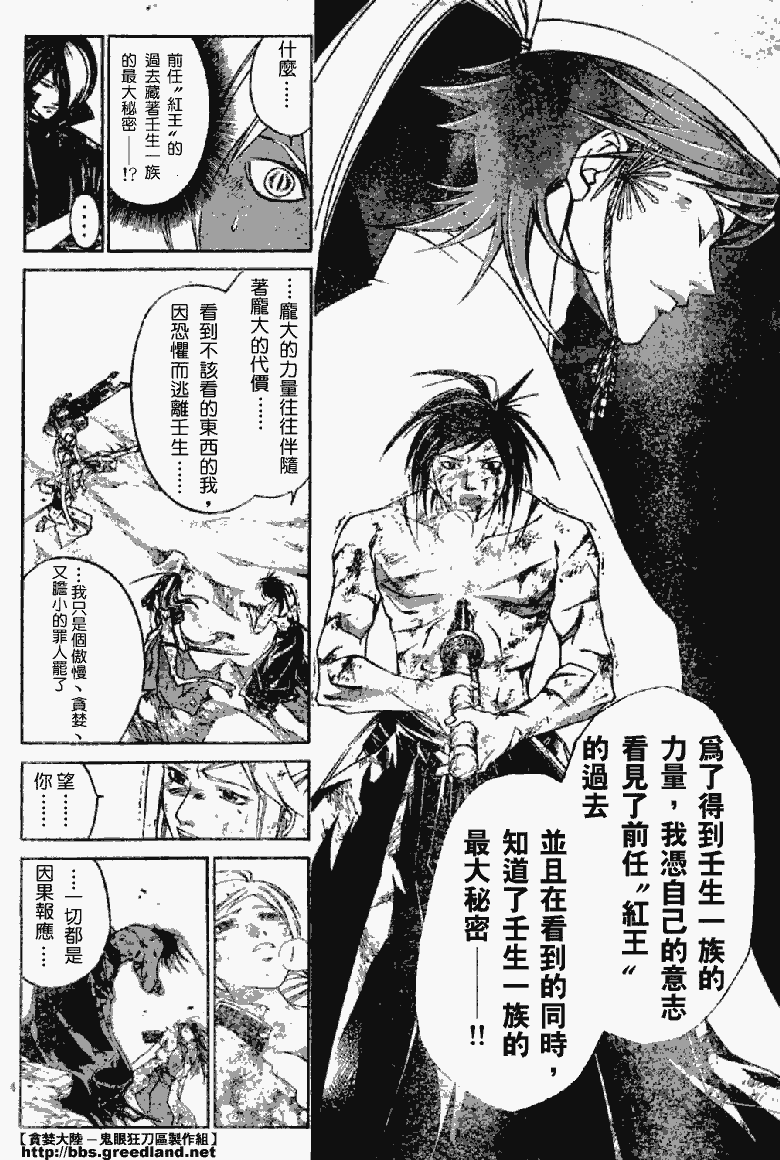 為了得到壬生一族的
力量，我憑自己的意志
看見了前任〝紅王〞
的過去
並且在看到的同時，
知道了壬生一族的
最大秘密——!!
什麼……
前任〝紅王〞的
過去藏著壬生一族
的最大秘密——!?
……
…龐大的力量往往伴隨
著龐大的代價……
看到不該看的東西的我，
因恐懼而逃離壬生……
…我只是個傲慢、貪婪、
又膽小的罪人罷了
望……
你……
……一切都是
因果報應……
【貪婪大陸－鬼眼狂刀區製作組】
http://bbs.greedland.net